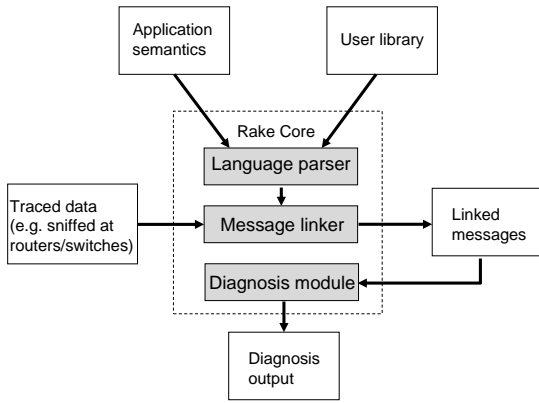 Application
semantics
User library
Rake Core
Language parser
Traced data
(e.g. sniffed at
routers/switches)
Message linker
Linked
messages
Diagnosis module
Diagnosis
output